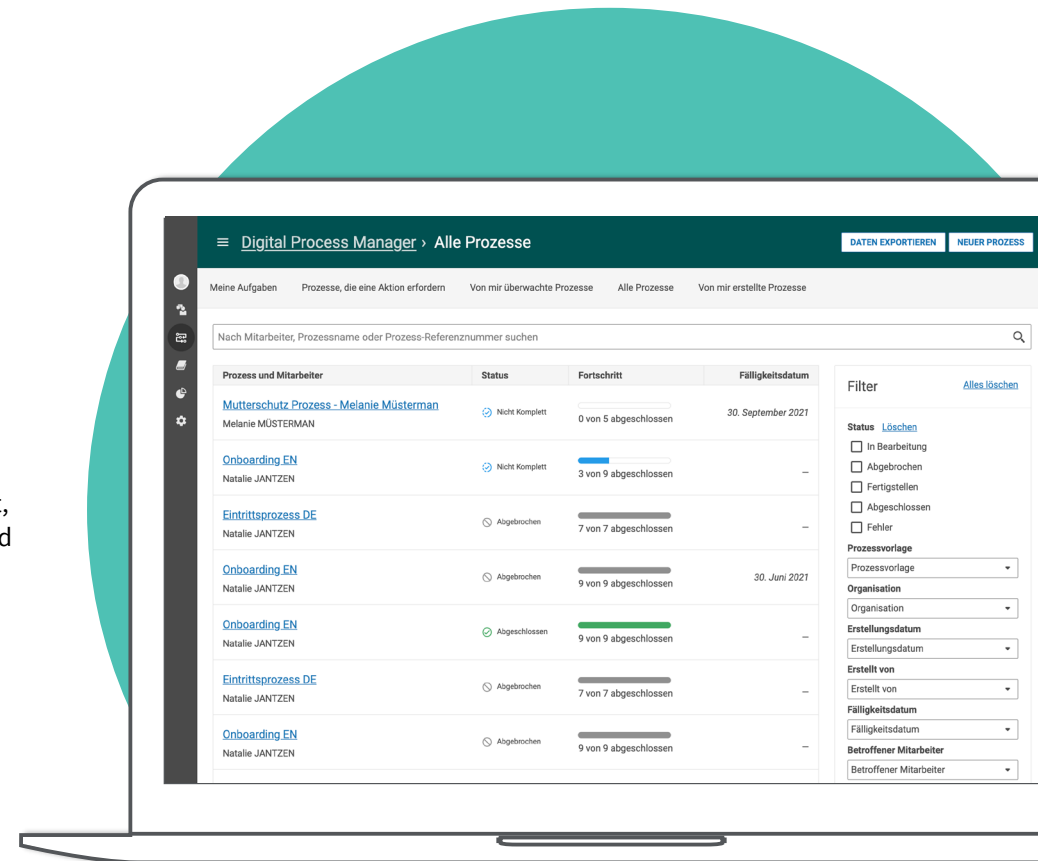 Digital Process Manager › Alle Prozesse
DATEN EXPORTIEREN
NEUER PROZESS
Meine Aufgaben
Prozesse, die eine Aktion erfordern
Von mir überwachte Prozesse
Alle Prozesse
Von mir erstellte Prozesse
Nach Mitarbeiter, Prozessname oder Prozess-Referenznummer suchen
Prozess und Mitarbeiter Status Fortschritt Fälligkeitsdatum
Mutterschutz Prozess - Melanie Müsterman
Melanie MÜSTERMAN
Nicht Komplett
0 von 5 abgeschlossen
30. September 2021
Onboarding EN
Natalie JANTZEN
Nicht Komplett
3 von 9 abgeschlossen
–
Eintrittsprozess DE
Natalie JANTZEN
Abgebrochen
7 von 7 abgeschlossen
–
Onboarding EN
Natalie JANTZEN
Abgebrochen
9 von 9 abgeschlossen
30. Juni 2021
Onboarding EN
Natalie JANTZEN
Abgeschlossen
9 von 9 abgeschlossen
–
Eintrittsprozess DE
Natalie JANTZEN
Abgebrochen
7 von 7 abgeschlossen
–
Onboarding EN
Natalie JANTZEN
Abgebrochen
9 von 9 abgeschlossen
–
Filter
Alles löschen
Status Löschen
In Bearbeitung
Abgebrochen
Fertigstellen
Abgeschlossen
Fehler
Prozessvorlage
Prozessvorlage
Organisation
Organisation
Erstellungsdatum
Erstellungsdatum
Erstellt von
Erstellt von
Fälligkeitsdatum
Fälligkeitsdatum
Betroffener Mitarbeiter
Betroffener Mitarbeiter